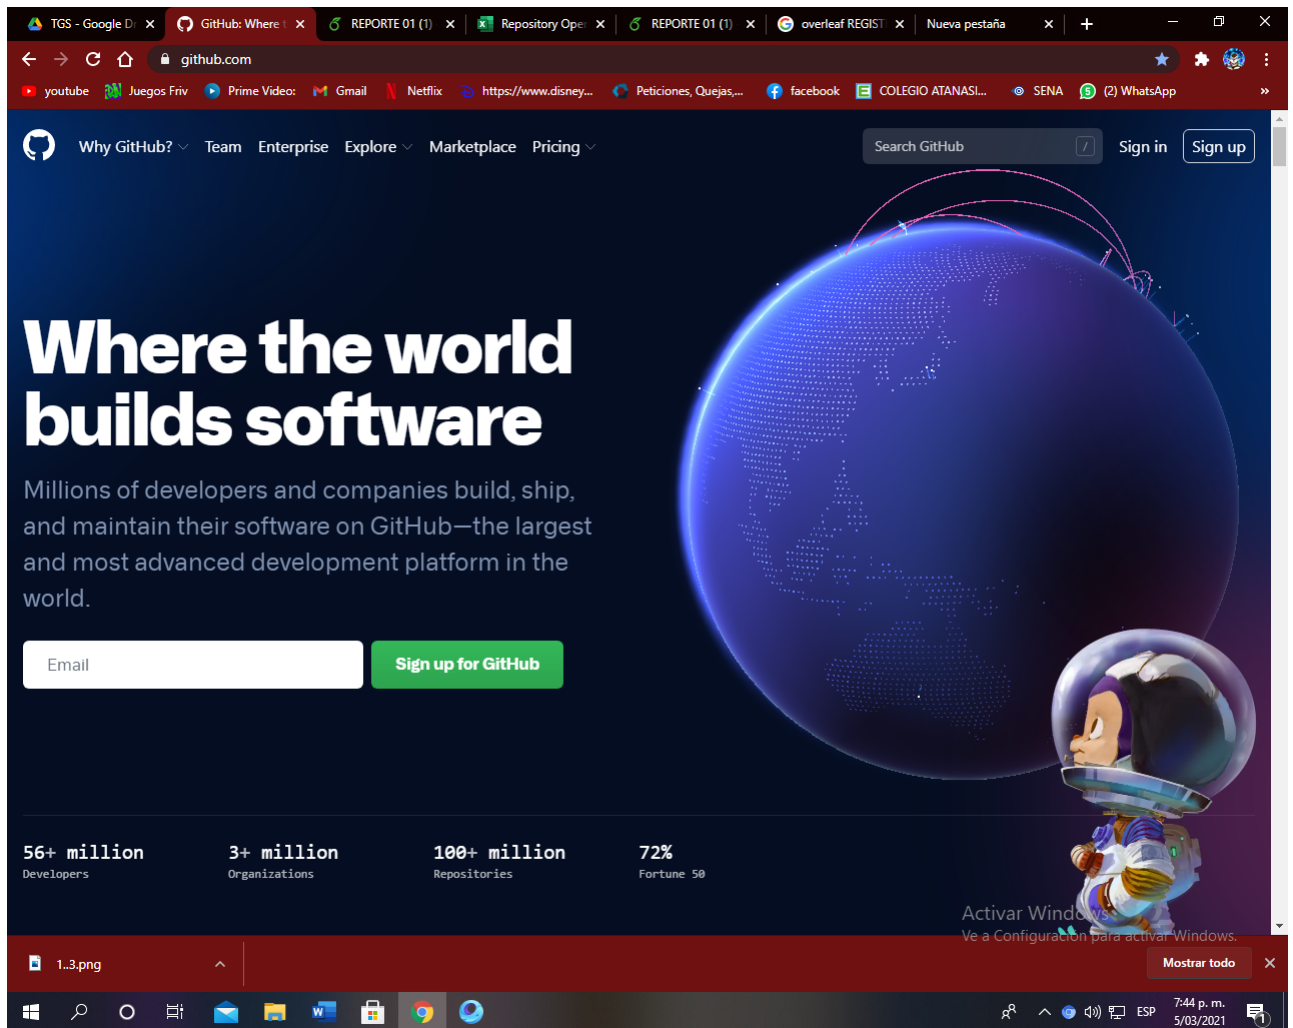 TGS - Google Dr
GitHub: Where t
REPORTE 01 (1)
Repository Oper
REPORTE 01 (1)
overleaf REGIST
Nueva pestaña
github.com
youtube
Juegos Friv
Prime Video:
Gmail
Netflix
https://www.disney...
Peticiones, Quejas,...
facebook
COLEGIO ATANASI...
SENA
(2) WhatsApp
Why GitHub?
Team
Enterprise
Explore
Marketplace
Pricing
Search GitHub
/
Sign in
Sign up
Where the world
builds software
Millions of developers and companies build, ship,
and maintain their software on GitHub—the largest
and most advanced development platform in the
world.
Email
Sign up for GitHub
56+ million
Developers
3+ million
Organizations
100+ million
Repositories
72%
Fortune 50
Activar Windows
Ve a Configuración para activar Windows.
1..3.png
Mostrar todo
ESP
7:44 p. m.
5/03/2021
1